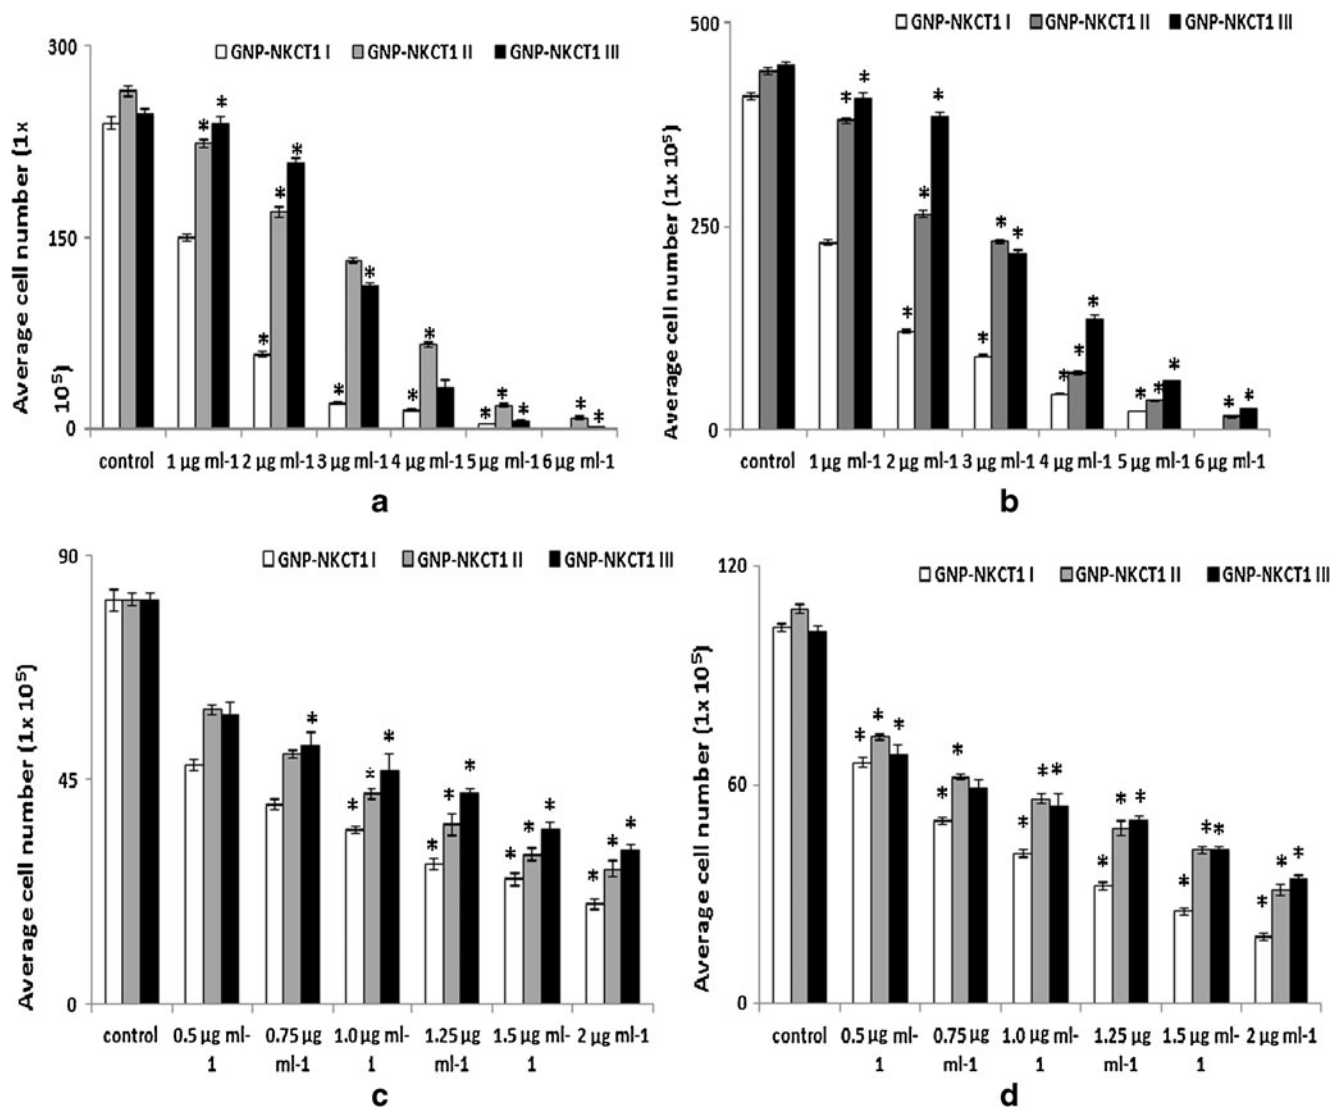 300
GNP-NKCT1 I GNP-NKCT1 II GNP-NKCT1 III
* *
* *
150
* *
* * *
* * * * * *
0
Average cell number (1x
10⁵)
control 1 µg ml-1 2 µg ml-1 3 µg ml-1 4 µg ml-1 5 µg ml-1 6 µg ml-1
a
500
GNP-NKCT1 I GNP-NKCT1 II GNP-NKCT1 III
* * *
250
* * *
* * * * *
* * * * *
0
Average cell number (1x 10⁵)
control 1 µg ml-1 2 µg ml-1 3 µg ml-1 4 µg ml-1 5 µg ml-1 6 µg ml-1
b
90
GNP-NKCT1 I GNP-NKCT1 II GNP-NKCT1 III
45
* * * *
* * *
* * *
* * *
0
Average cell number (1x 10⁵)
control 0.5 µg ml-1 0.75 µg ml-1 1.0 µg ml-1 1.25 µg ml-1 1.5 µg ml-1 2 µg ml-1
c
120
GNP-NKCT1 I GNP-NKCT1 II GNP-NKCT1 III
60
* * *
* *
* * *
* * *
* * *
* * *
0
Average cell number (1x 10⁵)
control 0.5 µg ml-1 0.75 µg ml-1 1.0 µg ml-1 1.25 µg ml-1 1.5 µg ml-1 2 µg ml-1
d